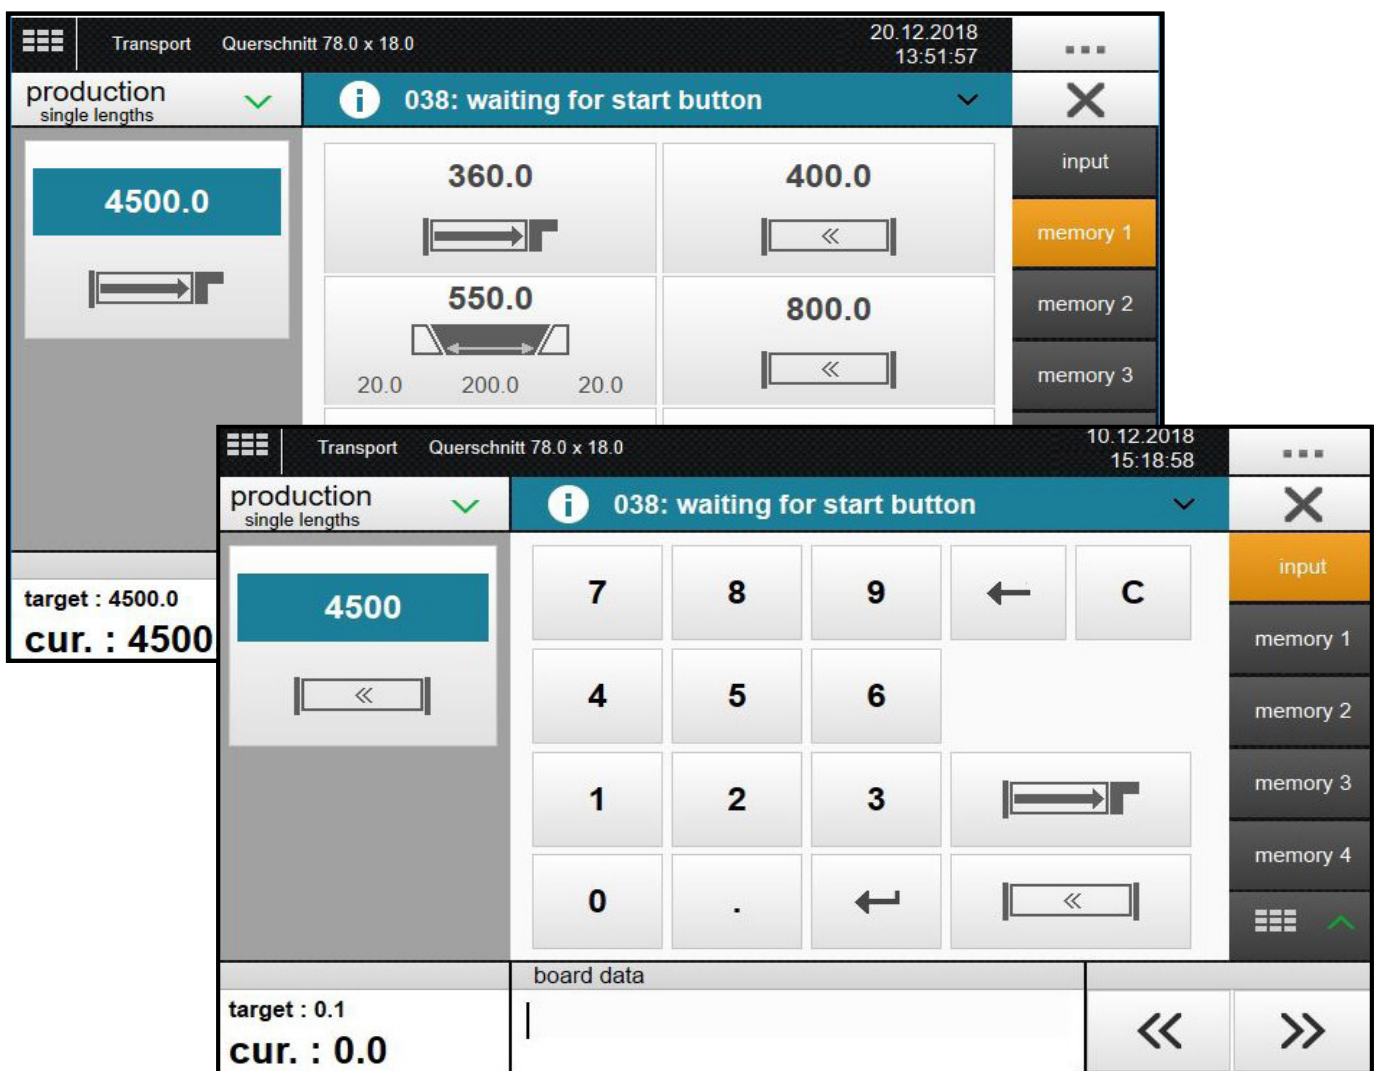 Transport Querschnitt 78.0 x 18.0
20.12.2018
13:51:57
production
single lengths
038: waiting for start button
4500.0
360.0
400.0
550.0
20.0 200.0 20.0
800.0
input
memory 1
memory 2
memory 3
target : 4500.0
cur. : 4500
Transport Querschnitt 78.0 x 18.0
10.12.2018
15:18:58
production
single lengths
038: waiting for start button
4500
7 8 9 C
4 5 6
1 2 3
0 .
input
memory 1
memory 2
memory 3
memory 4
board data
target : 0.1
cur. : 0.0